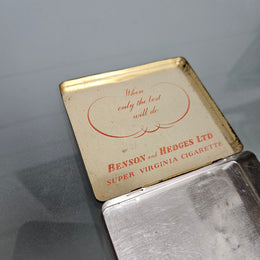 When
only the best
will do
BENSON and HEDGES LTD
SUPER VIRGINIA CIGARETTE